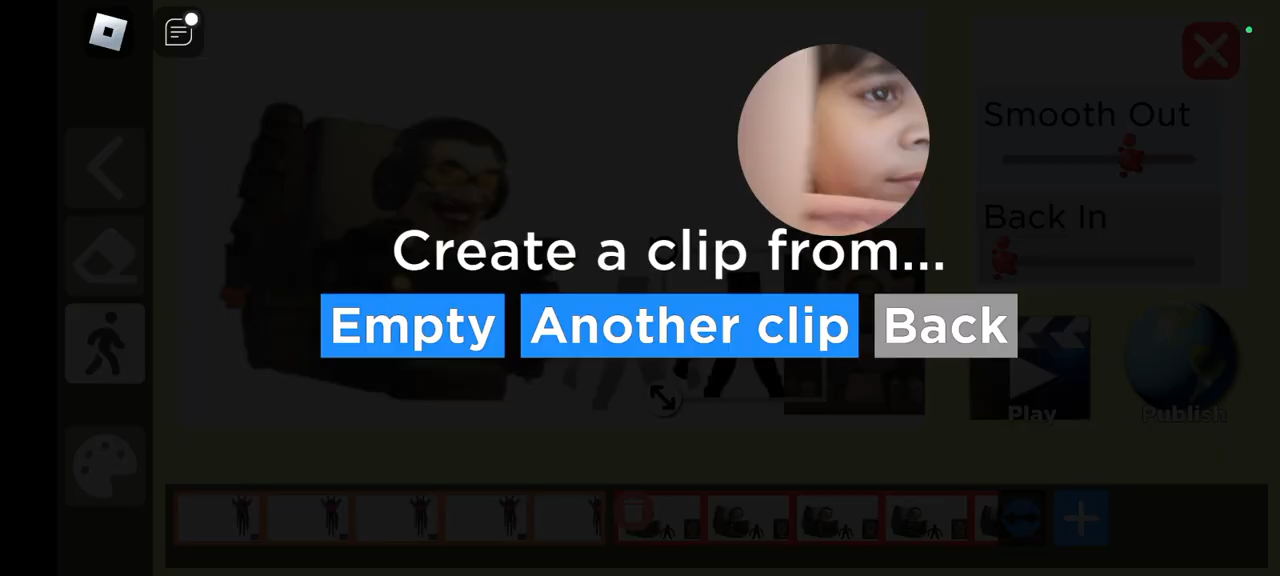 Smooth Out
Back In
Create a clip from...
Empty Another clip Back
Play
Publish